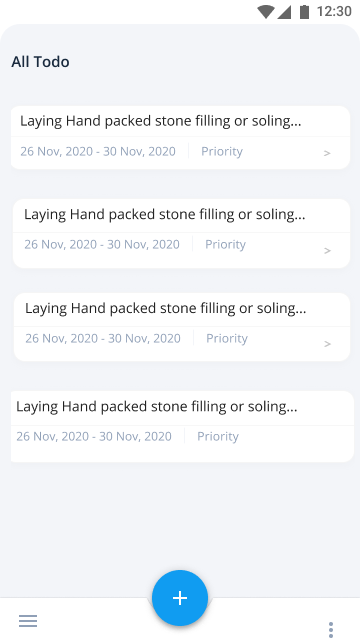 12:30
All Todo
Laying Hand packed stone filling or soling...
26 Nov, 2020 - 30 Nov, 2020 Priority >
Laying Hand packed stone filling or soling...
26 Nov, 2020 - 30 Nov, 2020 Priority >
Laying Hand packed stone filling or soling...
26 Nov, 2020 - 30 Nov, 2020 Priority >
Laying Hand packed stone filling or soling...
26 Nov, 2020 - 30 Nov, 2020 Priority
+